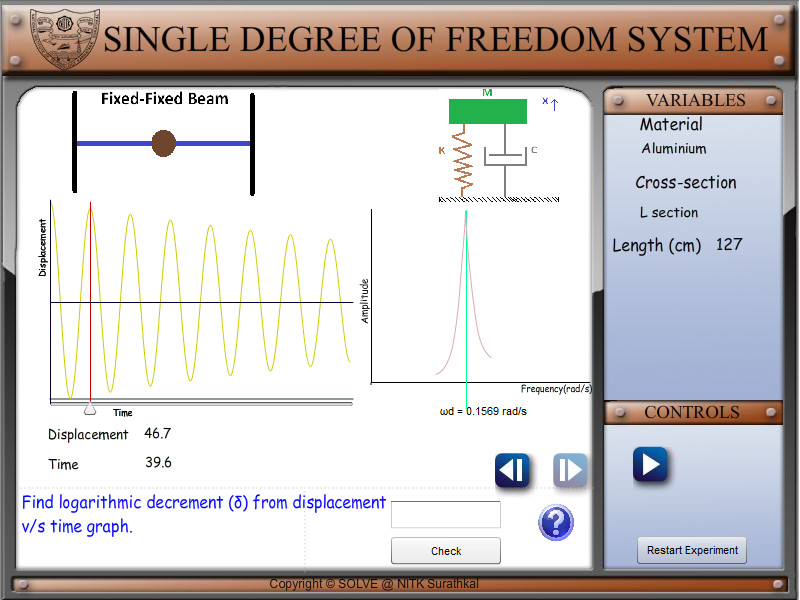 SINGLE DEGREE OF FREEDOM SYSTEM
Fixed-Fixed Beam
M
X
K
C
Displacement
Time
Amplitude
Frequency(rad/s)
ωd = 0.1569 rad/s
Displacement 46.7
Time 39.6
Find logarithmic decrement (δ) from displacement
v/s time graph.
Check
?
VARIABLES
Material
Aluminium
Cross-section
L section
Length (cm) 127
CONTROLS
Restart Experiment
Copyright © SOLVE @ NITK Surathkal